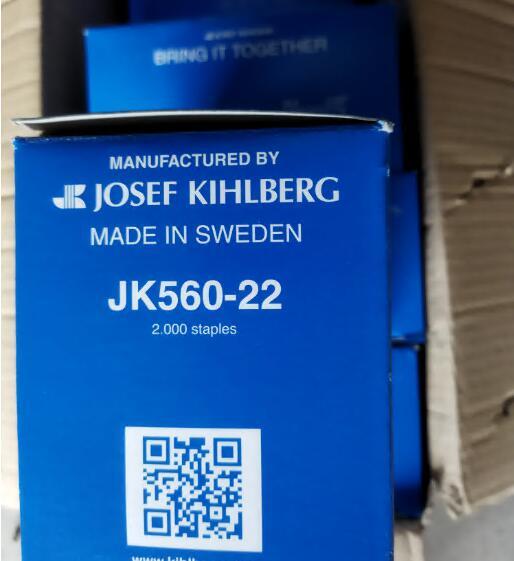 BRING IT TOGETHER
MANUFACTURED BY
JOSEF KIHLBERG
MADE IN SWEDEN
JK560-22
2.000 staples